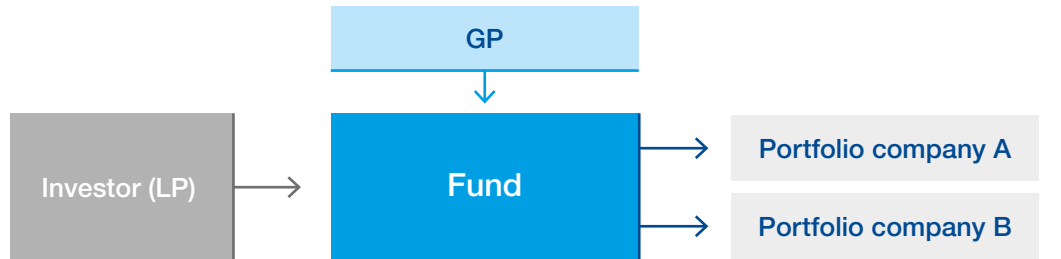 GP
Investor (LP)
Fund
Portfolio company A
Portfolio company B